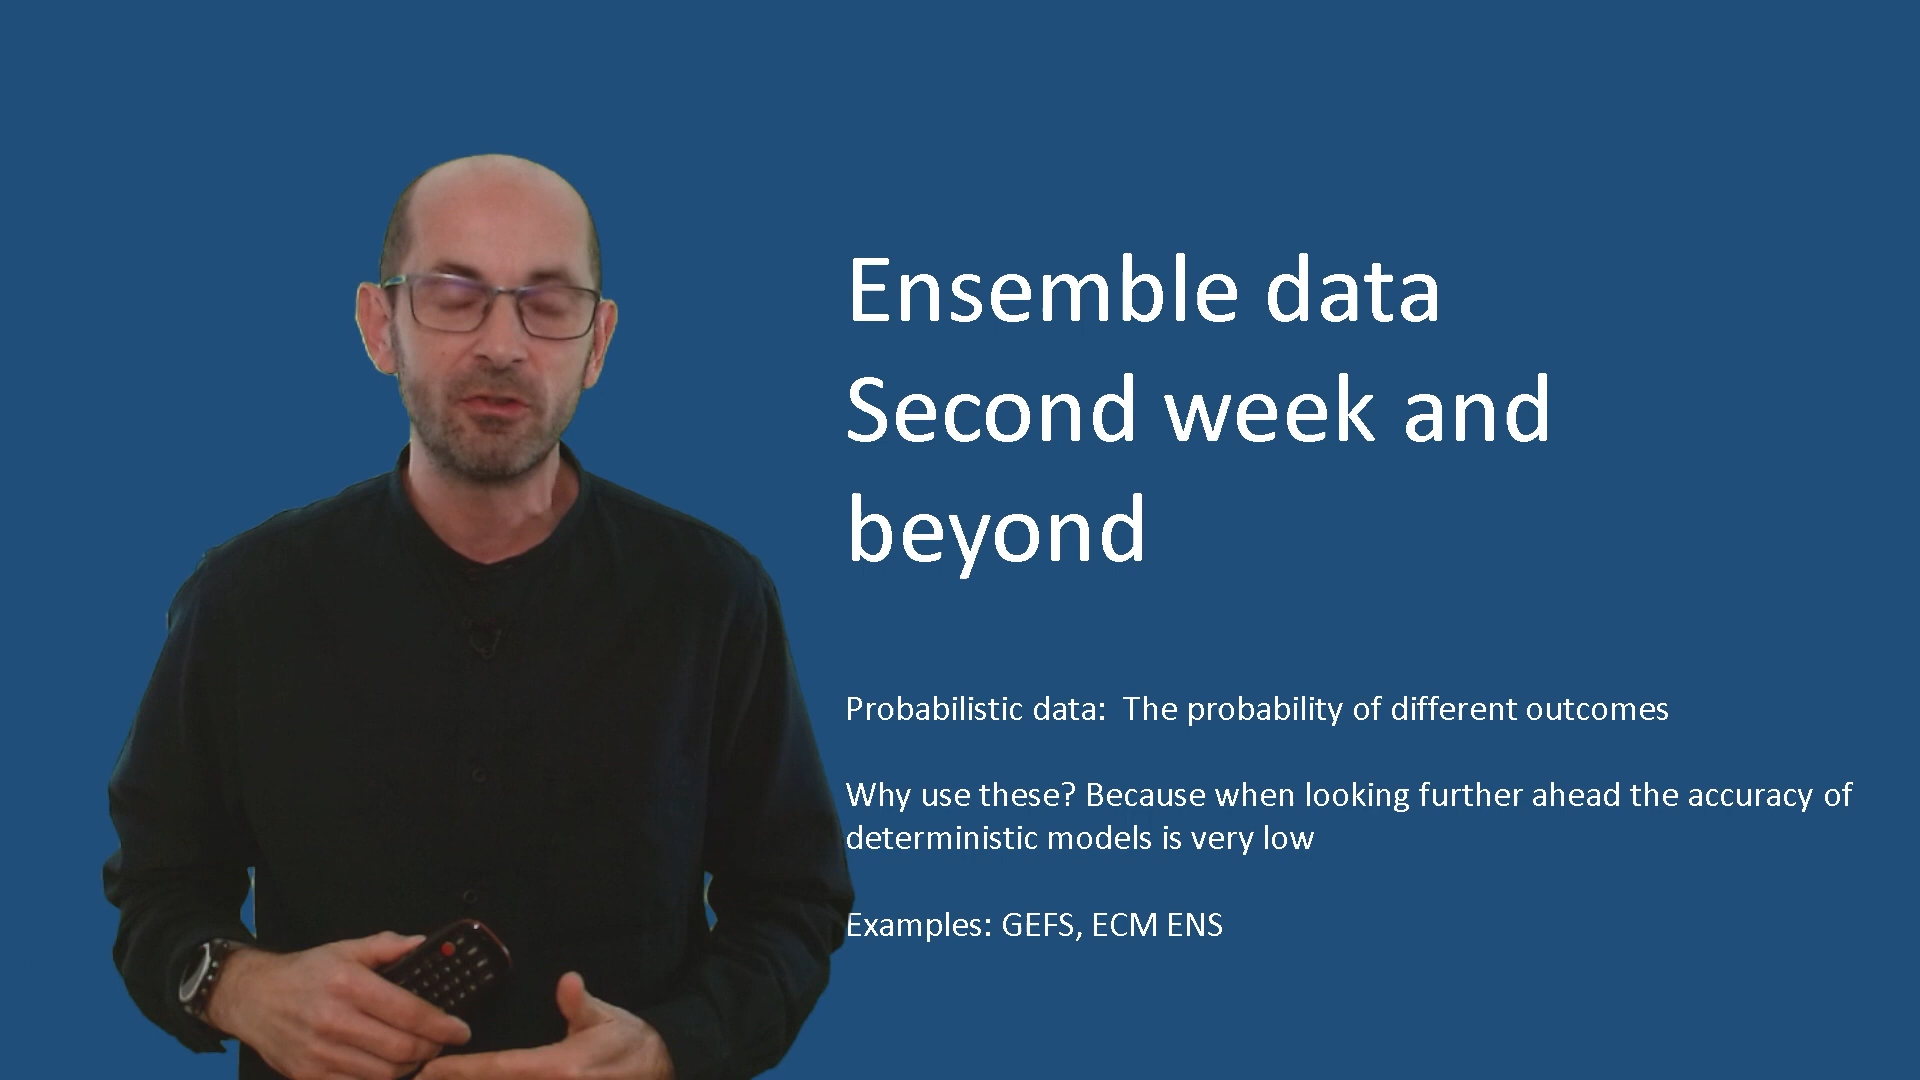 Ensemble data
Second week and
beyond
Probabilistic data:  The probability of different outcomes
Why use these? Because when looking further ahead the accuracy of
deterministic models is very low
Examples: GEFS, ECM ENS